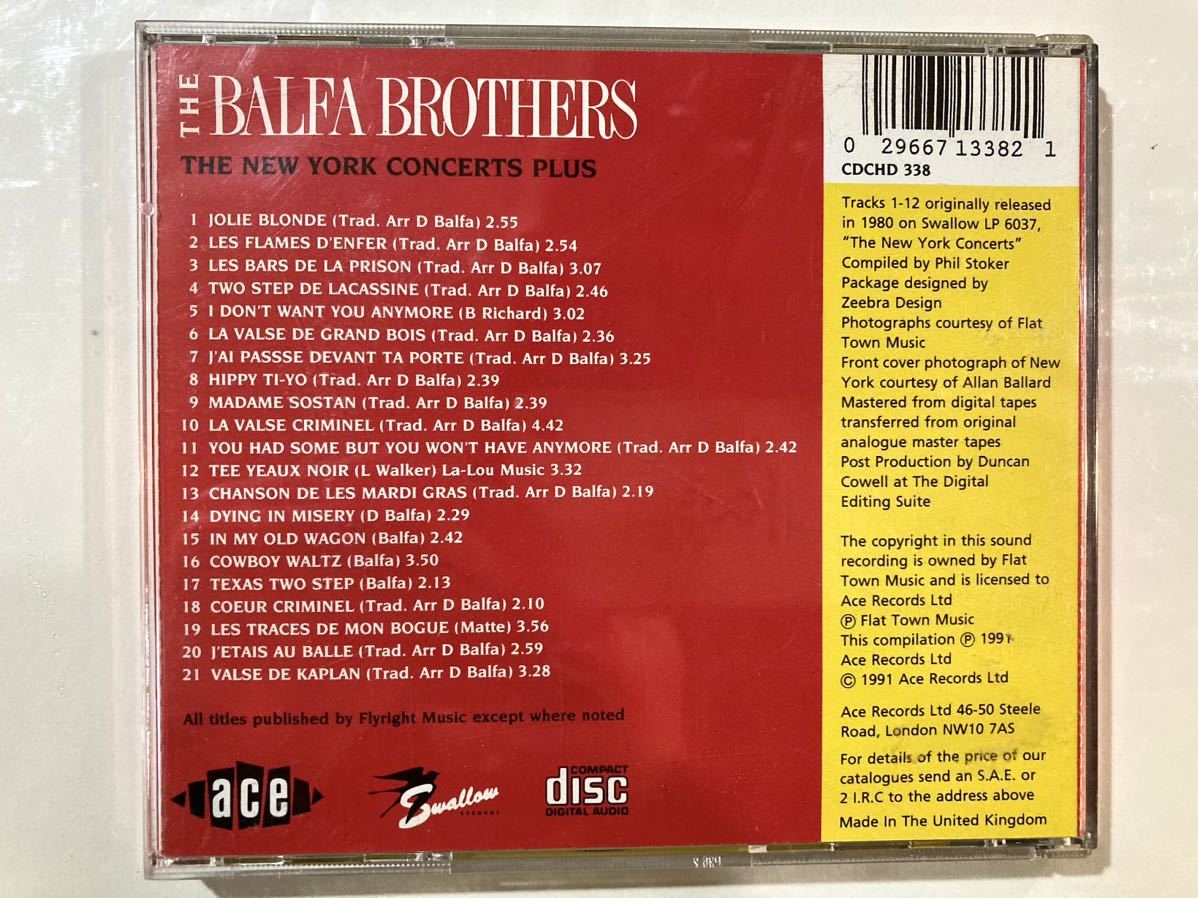 THE BALFA BROTHERS
THE NEW YORK CONCERTS PLUS
1 JOLIE BLONDE (Trad. Arr D Balfa) 2.55
2 LES FLAMES D'ENFER (Trad. Arr D Balfa) 2.54
3 LES BARS DE LA PRISON (Trad. Arr D Balfa) 3.07
4 TWO STEP DE LACASSINE (Trad. Arr D Balfa) 2.46
5 I DON'T WANT YOU ANYMORE (B Richard) 3.02
6 LA VALSE DE GRAND BOIS (Trad. Arr D Balfa) 2.36
7 J'AI PASSSE DEVANT TA PORTE (Trad. Arr D Balfa) 3.25
8 HIPPY TI-YO (Trad. Arr D Balfa) 2.39
9 MADAME SOSTAN (Trad. Arr D Balfa) 2.39
10 LA VALSE CRIMINEL (Trad. Arr D Balfa) 4.42
11 YOU HAD SOME BUT YOU WON'T HAVE ANYMORE (Trad. Arr D Balfa) 2.42
12 TEE YEAUX NOIR (L Walker) La-Lou Music 3.32
13 CHANSON DE LES MARDI GRAS (Trad. Arr D Balfa) 2.19
14 DYING IN MISERY (D Balfa) 2.29
15 IN MY OLD WAGON (Balfa) 2.42
16 COWBOY WALTZ (Balfa) 3.50
17 TEXAS TWO STEP (Balfa) 2.13
18 COEUR CRIMINEL (Trad. Arr D Balfa) 2.10
19 LES TRACES DE MON BOGUE (Matte) 3.56
20 J'ETAIS AU BALLE (Trad. Arr D Balfa) 2.59
21 VALSE DE KAPLAN (Trad. Arr D Balfa) 3.28
All titles published by Flyright Music except where noted
ace
Swallow
RECORDS
COMPACT
disc
DIGITAL AUDIO
0 29667 13382 1
CDCHD 338
Tracks 1-12 originally released
in 1980 on Swallow LP 6037,
"The New York Concerts"
Compiled by Phil Stoker
Package designed by
Zeebra Design
Photographs courtesy of Flat
Town Music
Front cover photograph of New
York courtesy of Allan Ballard
Mastered from digital tapes
transferred from original
analogue master tapes
Post Production by Duncan
Cowell at The Digital
Editing Suite
The copyright in this sound
recording is owned by Flat
Town Music and is licensed to
Ace Records Ltd
℗ Flat Town Music
This compilation ℗ 1991
Ace Records Ltd
© 1991 Ace Records Ltd
Ace Records Ltd 46-50 Steele
Road, London NW10 7AS
For details of the price of our
catalogues send an S.A.E. or
2 I.R.C to the address above
Made In The United Kingdom